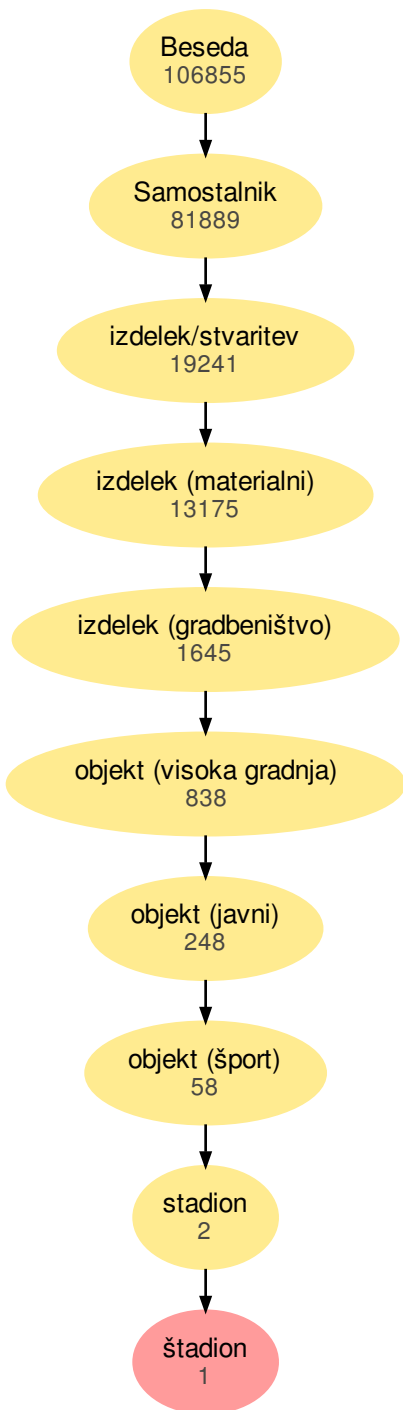 Beseda
106855
Samostalnik
81889
izdelek/stvaritev
19241
izdelek (materialni)
13175
izdelek (gradbeništvo)
1645
objekt (visoka gradnja)
838
objekt (javni)
248
objekt (šport)
58
stadion
2
štadion
1